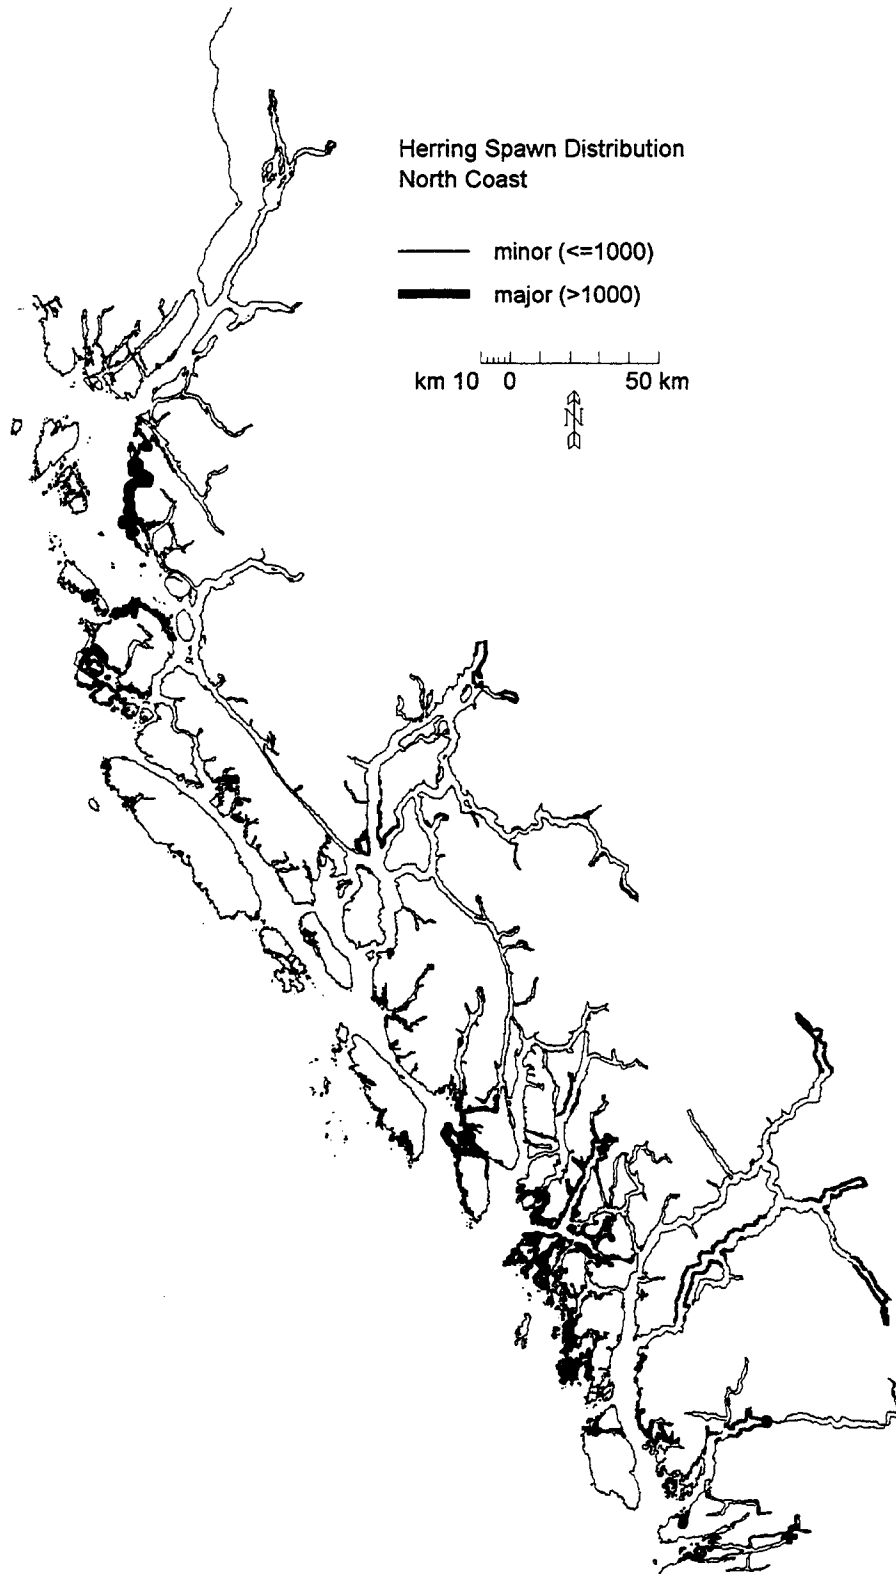 Herring Spawn Distribution
North Coast
minor (<=1000)
major (>1000)
km 10 0 50 km
N